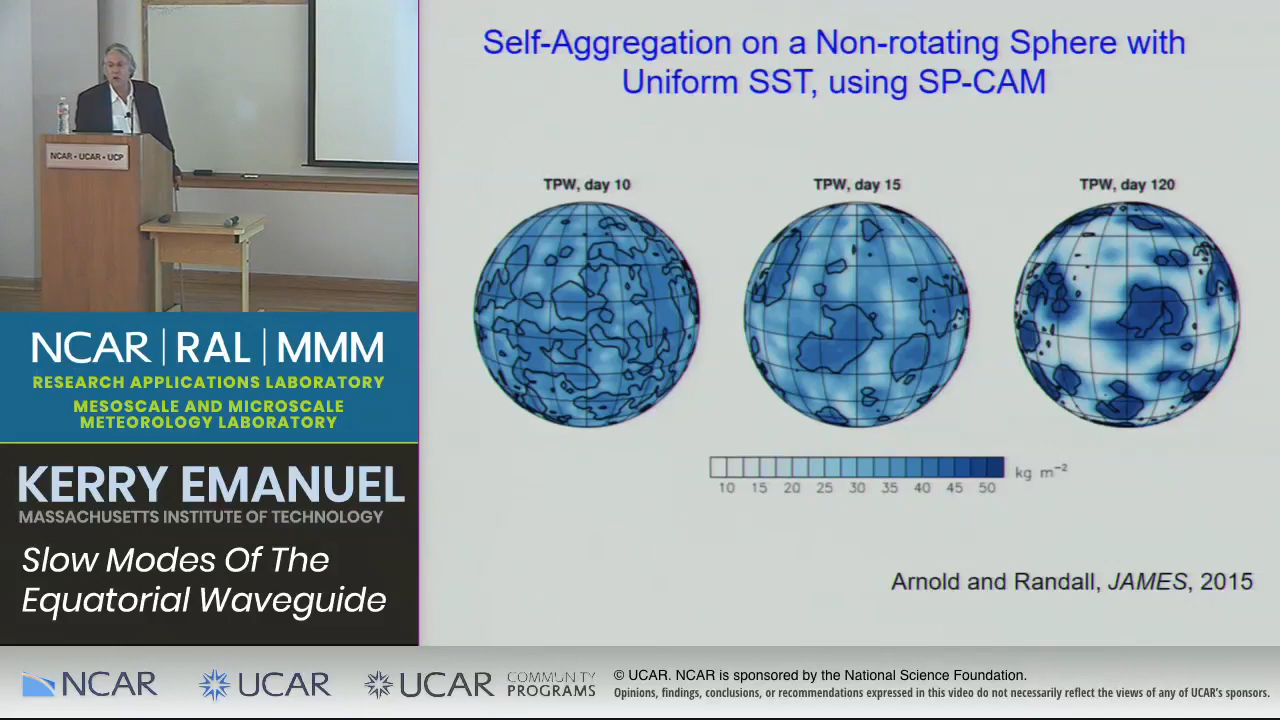 Self-Aggregation on a Non-rotating Sphere with
Uniform SST, using SP-CAM
TPW, day 10
TPW, day 15
TPW, day 120
10 15 20 25 30 35 40 45 50
kg m⁻²
Arnold and Randall, JAMES, 2015
NCAR • UCAR • UCP
NCAR | RAL | MMM
RESEARCH APPLICATIONS LABORATORY
MESOSCALE AND MICROSCALE
METEOROLOGY LABORATORY
KERRY EMANUEL
MASSACHUSETTS INSTITUTE OF TECHNOLOGY
Slow Modes Of The
Equatorial Waveguide
NCAR
UCAR
UCAR
COMMUNITY
PROGRAMS
© UCAR. NCAR is sponsored by the National Science Foundation.
Opinions, findings, conclusions, or recommendations expressed in this video do not necessarily reflect the views of any of UCAR's sponsors.